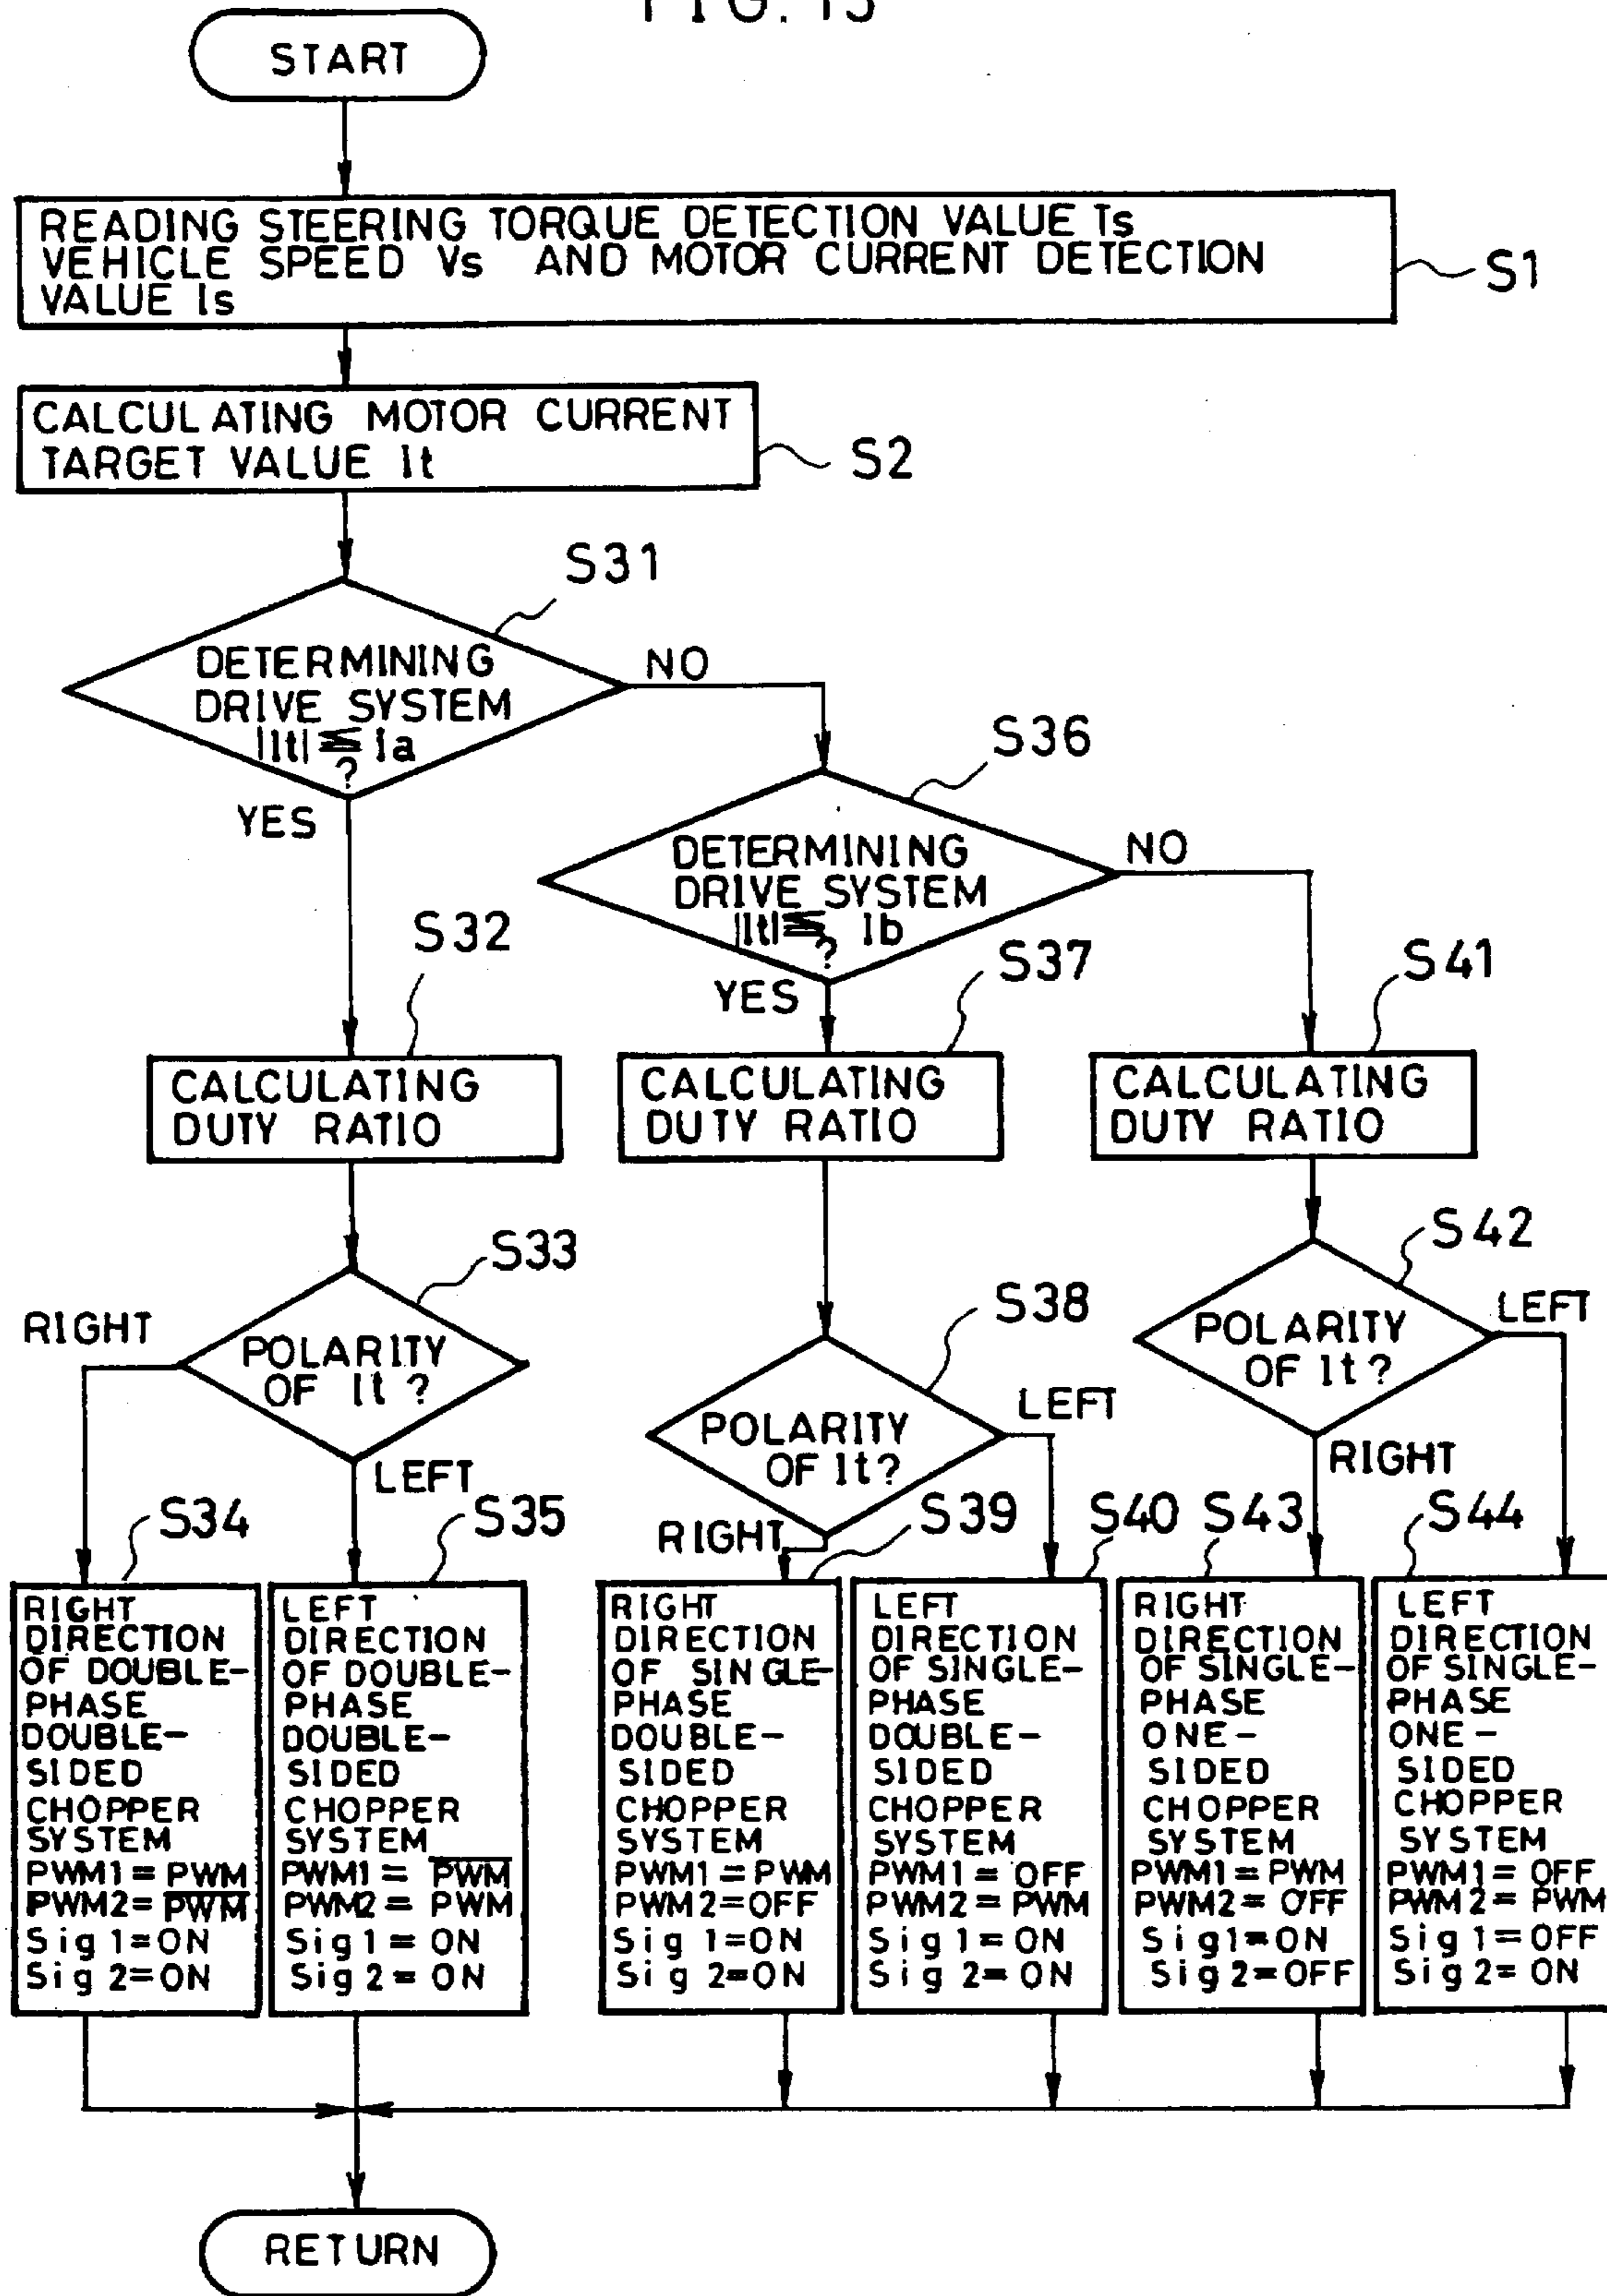 FIG. 13
START
READING STEERING TORQUE DETECTION VALUE Ts
VEHICLE SPEED Vs AND MOTOR CURRENT DETECTION
VALUE Is
S1
CALCULATING MOTOR CURRENT
TARGET VALUE It
S2
S31
DETERMINING
DRIVE SYSTEM
|It| ≦ Ia
?
NO
YES
S36
DETERMINING
DRIVE SYSTEM
|It| ≦ Ib
?
NO
YES
S32
CALCULATING
DUTY RATIO
S37
CALCULATING
DUTY RATIO
S41
CALCULATING
DUTY RATIO
S33
POLARITY
OF It ?
RIGHT
LEFT
S38
POLARITY
OF It?
LEFT
RIGHT
S42
POLARITY
OF It?
LEFT
RIGHT
S34
RIGHT
DIRECTION
OF DOUBLE-
PHASE
DOUBLE-
SIDED
CHOPPER
SYSTEM
PWM1 = PWM
PWM2 = P̅W̅M̅
Sig 1=ON
Sig 2=ON
S35
LEFT
DIRECTION
OF DOUBLE-
PHASE
DOUBLE-
SIDED
CHOPPER
SYSTEM
PWM1 = P̅W̅M̅
PWM2 = PWM
Sig 1 = ON
Sig 2 = ON
S39
RIGHT
DIRECTION
OF SINGLE-
PHASE
DOUBLE-
SIDED
CHOPPER
SYSTEM
PWM1 = PWM
PWM2=OFF
Sig 1=ON
Sig 2=ON
S40
LEFT
DIRECTION
OF SINGLE-
PHASE
DOUBLE-
SIDED
CHOPPER
SYSTEM
PWM1 = OFF
PWM2 = PWM
Sig 1 = ON
Sig 2= ON
S43
RIGHT
DIRECTION
OF SINGLE-
PHASE
ONE-
SIDED
CHOPPER
SYSTEM
PWM1= PWM
PWM2= OFF
Sig1=ON
Sig 2=OFF
S44
LEFT
DIRECTION
OF SINGLE-
PHASE
ONE-
SIDED
CHOPPER
SYSTEM
PWM1= OFF
PWM2 = PWM
Sig 1=OFF
Sig 2= ON
RETURN